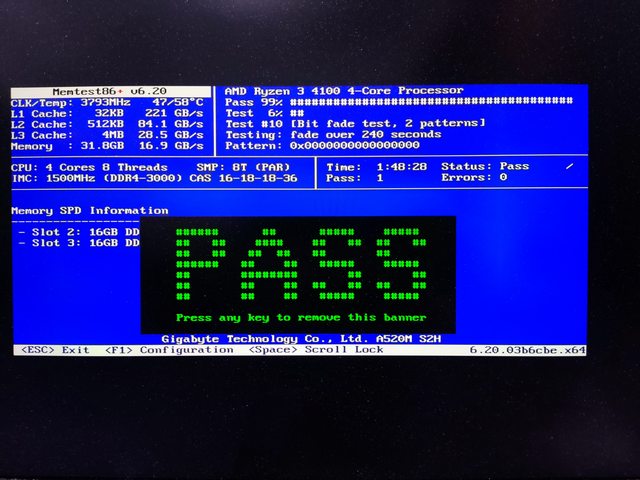 Memtest86+ v6.20
CLK/Temp: 3793MHz 47/58°C
L1 Cache: 32KB 221 GB/s
L2 Cache: 512KB 84.1 GB/s
L3 Cache: 4MB 28.5 GB/s
Memory : 31.8GB 16.9 GB/s
AMD Ryzen 3 4100 4-Core Processor
Pass 99% ########################################
Test 6% ##
Test #10 [Bit fade test, 2 patterns]
Testing: fade over 240 seconds
Pattern: 0x0000000000000000
CPU: 4 Cores 8 Threads SMP: 8T (PAR)
IMC: 1500MHz (DDR4-3000) CAS 16-18-18-36
Time: 1:48:28 Status: Pass /
Pass: 1 Errors: 0
Memory SPD Information
- Slot 2: 16GB DD
- Slot 3: 16GB DD
PASS
Press any key to remove this banner
Gigabyte Technology Co., Ltd. A520M S2H
<ESC> Exit <F1> Configuration <Space> Scroll Lock 6.20.03b6cbe.x64